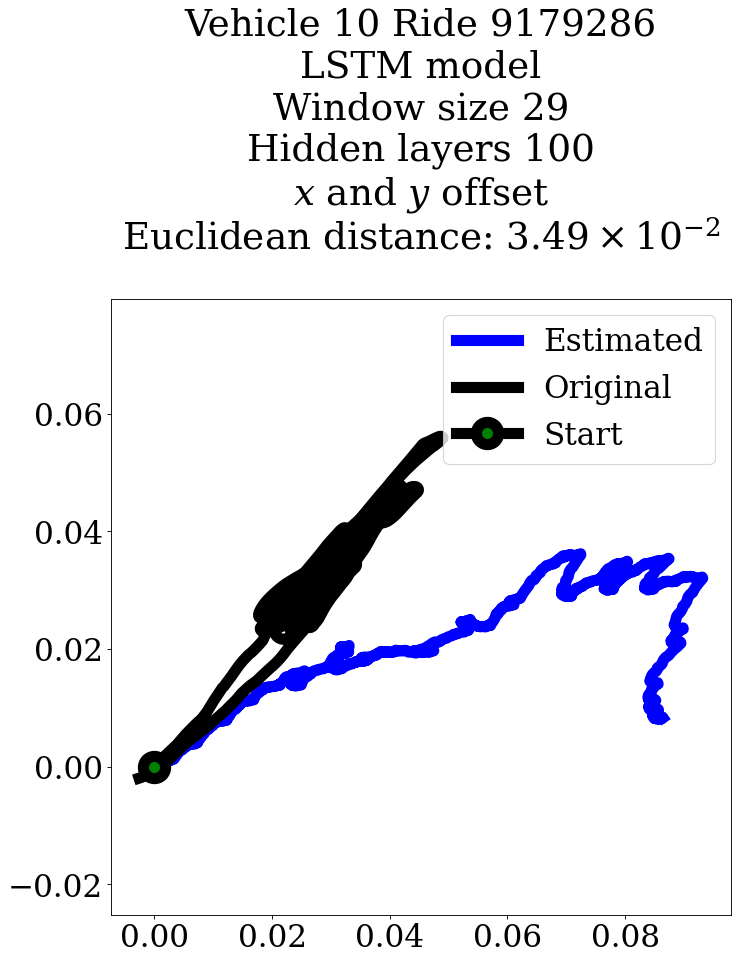 Vehicle 10 Ride 9179286
LSTM model
Window size 29
Hidden layers 100
x and y offset
Euclidean distance: 3.49 × 10⁻²
Estimated
Original
Start
0.06
0.04
0.02
0.00
−0.02
0.00 0.02 0.04 0.06 0.08